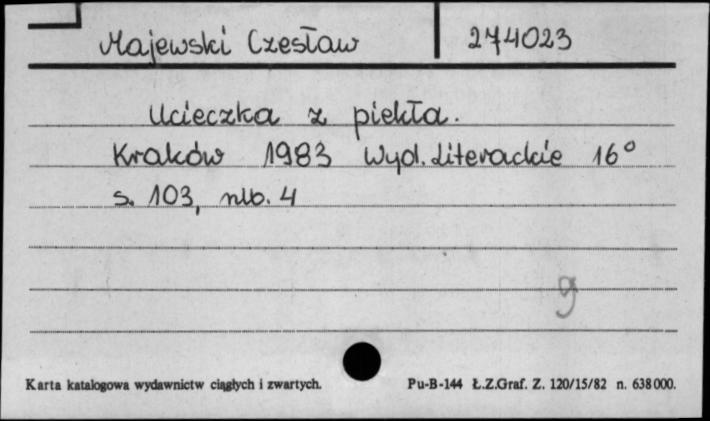 Majewski Czesław 274023
Ucieczka z piekła.
Kraków 1983 Wyd. Literackie 16°
s. 103, nlb. 4
g
Karta katalogowa wydawnictw ciągłych i zwartych. Pu-B-144 Ł.Z.Graf. Z. 120/15/82 n. 638000.